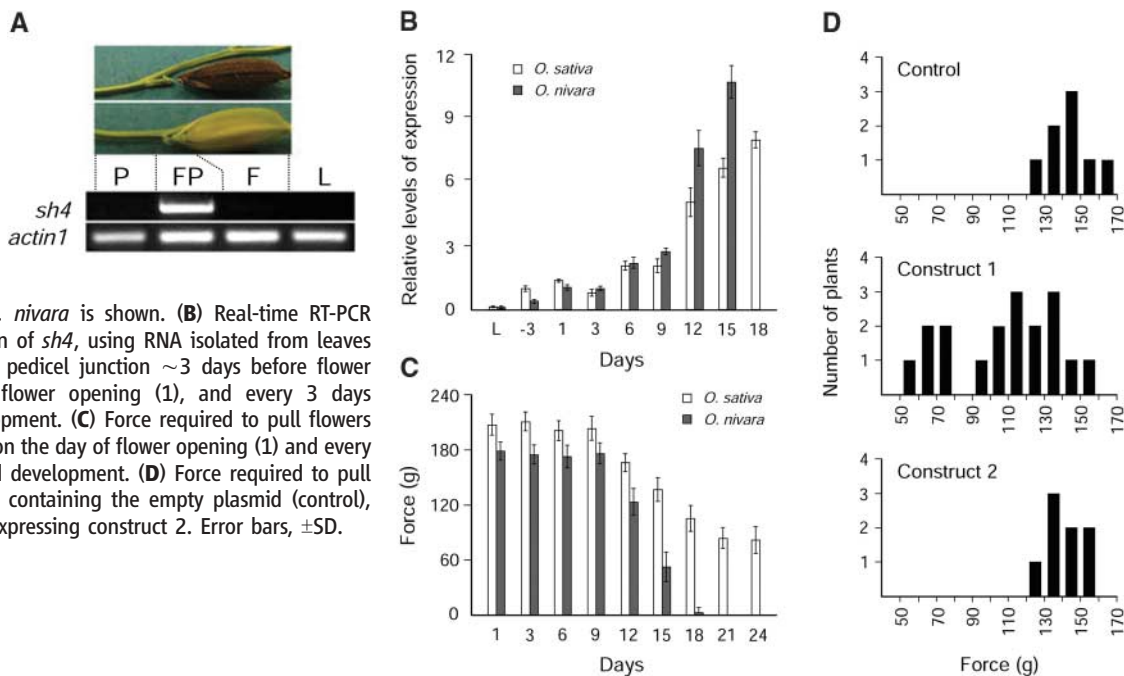 A
P FP F L
sh4
actin1
. nivara is shown. (B) Real-time RT-PCR
n of sh4, using RNA isolated from leaves
pedicel junction ~3 days before flower
flower opening (1), and every 3 days
opment. (C) Force required to pull flowers
on the day of flower opening (1) and every
d development. (D) Force required to pull
containing the empty plasmid (control),
xpressing construct 2. Error bars, ±SD.
B
Relative levels of expression
12
9
6
3
0
O. sativa
O. nivara
L -3 1 3 6 9 12 15 18
Days
C
Force (g)
240
180
120
60
0
O. sativa
O. nivara
1 3 6 9 12 15 18 21 24
Days
D
Number of plants
Control
4
3
2
1
50 70 90 110 130 150 170
Construct 1
4
3
2
1
50 70 90 110 130 150 170
Construct 2
4
3
2
1
50 70 90 110 130 150 170
Force (g)